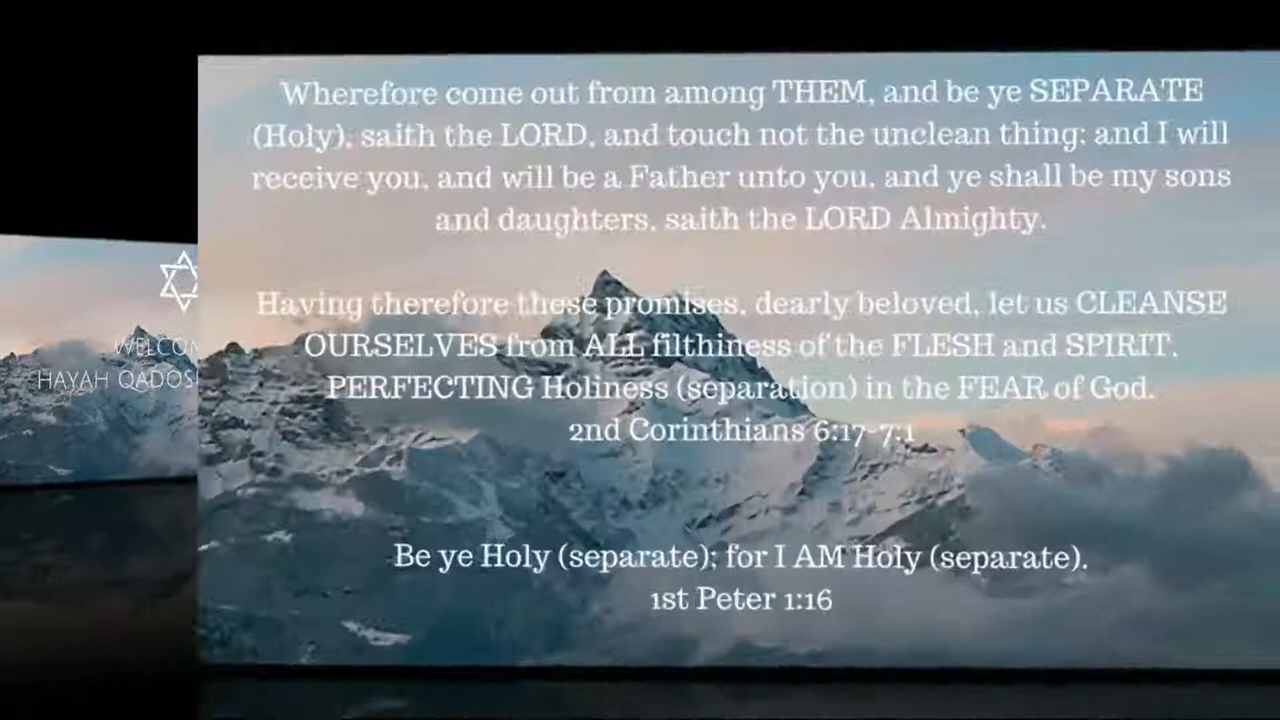 Wherefore come out from among THEM, and be ye SEPARATE
(Holy), saith the LORD, and touch not the unclean thing; and I will
receive you, and will be a Father unto you, and ye shall be my sons
and daughters, saith the LORD Almighty.
Having therefore these promises, dearly beloved, let us CLEANSE
OURSELVES from ALL filthiness of the FLESH and SPIRIT,
PERFECTING Holiness (separation) in the FEAR of God.
2nd Corinthians 6:17-7:1
Be ye Holy (separate); for I AM Holy (separate).
1st Peter 1:16
WELCOM
HAYAH QADOS